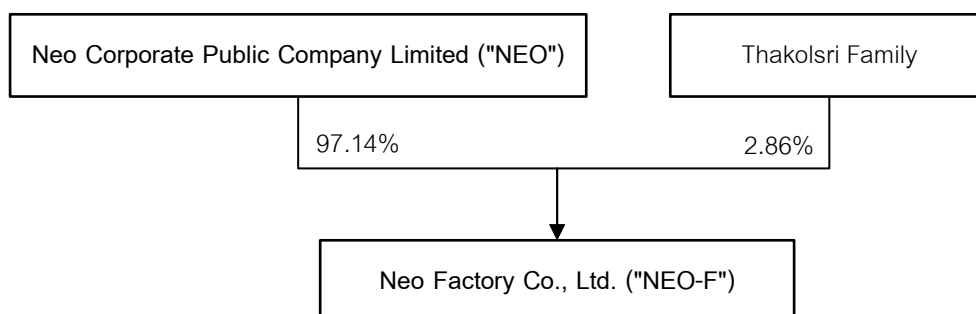 Neo Corporate Public Company Limited ("NEO")
Thakolsri Family
97.14%
2.86%
Neo Factory Co., Ltd. ("NEO-F")